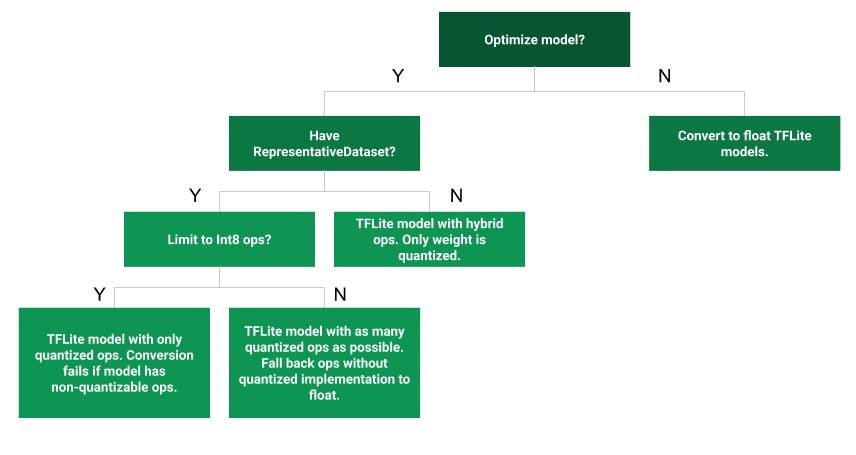 Optimize model?
Y
N
Have
RepresentativeDataset?
Convert to float TFLite
models.
Y
N
Limit to Int8 ops?
TFLite model with hybrid
ops. Only weight is
quantized.
Y
N
TFLite model with only
quantized ops. Conversion
fails if model has
non-quantizable ops.
TFLite model with as many
quantized ops as possible.
Fall back ops without
quantized implementation to
float.